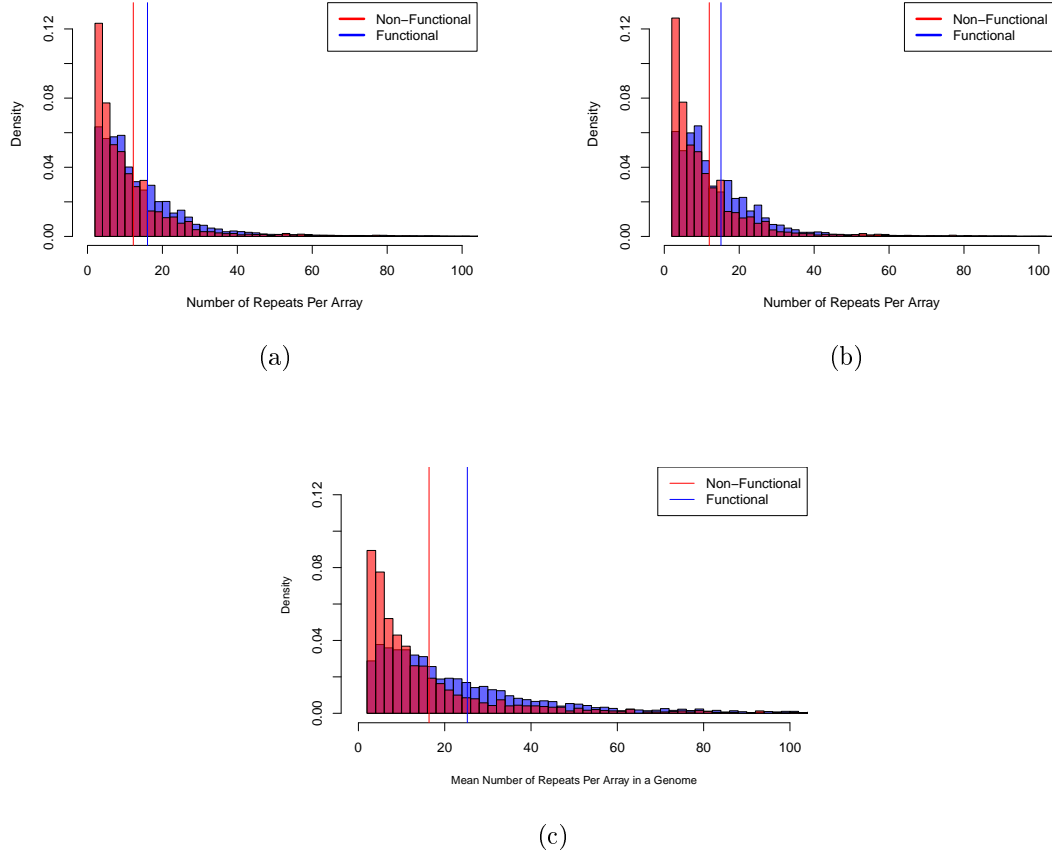 Non−Functional
Functional
Density
0.00
0.04
0.08
0.12
0
20
40
60
80
100
Number of Repeats Per Array
(a)
Non−Functional
Functional
Density
0.00
0.04
0.08
0.12
0
20
40
60
80
100
Number of Repeats Per Array
(b)
Non−Functional
Functional
Density
0.00
0.04
0.08
0.12
0
20
40
60
80
100
Mean Number of Repeats Per Array in a Genome
(c)